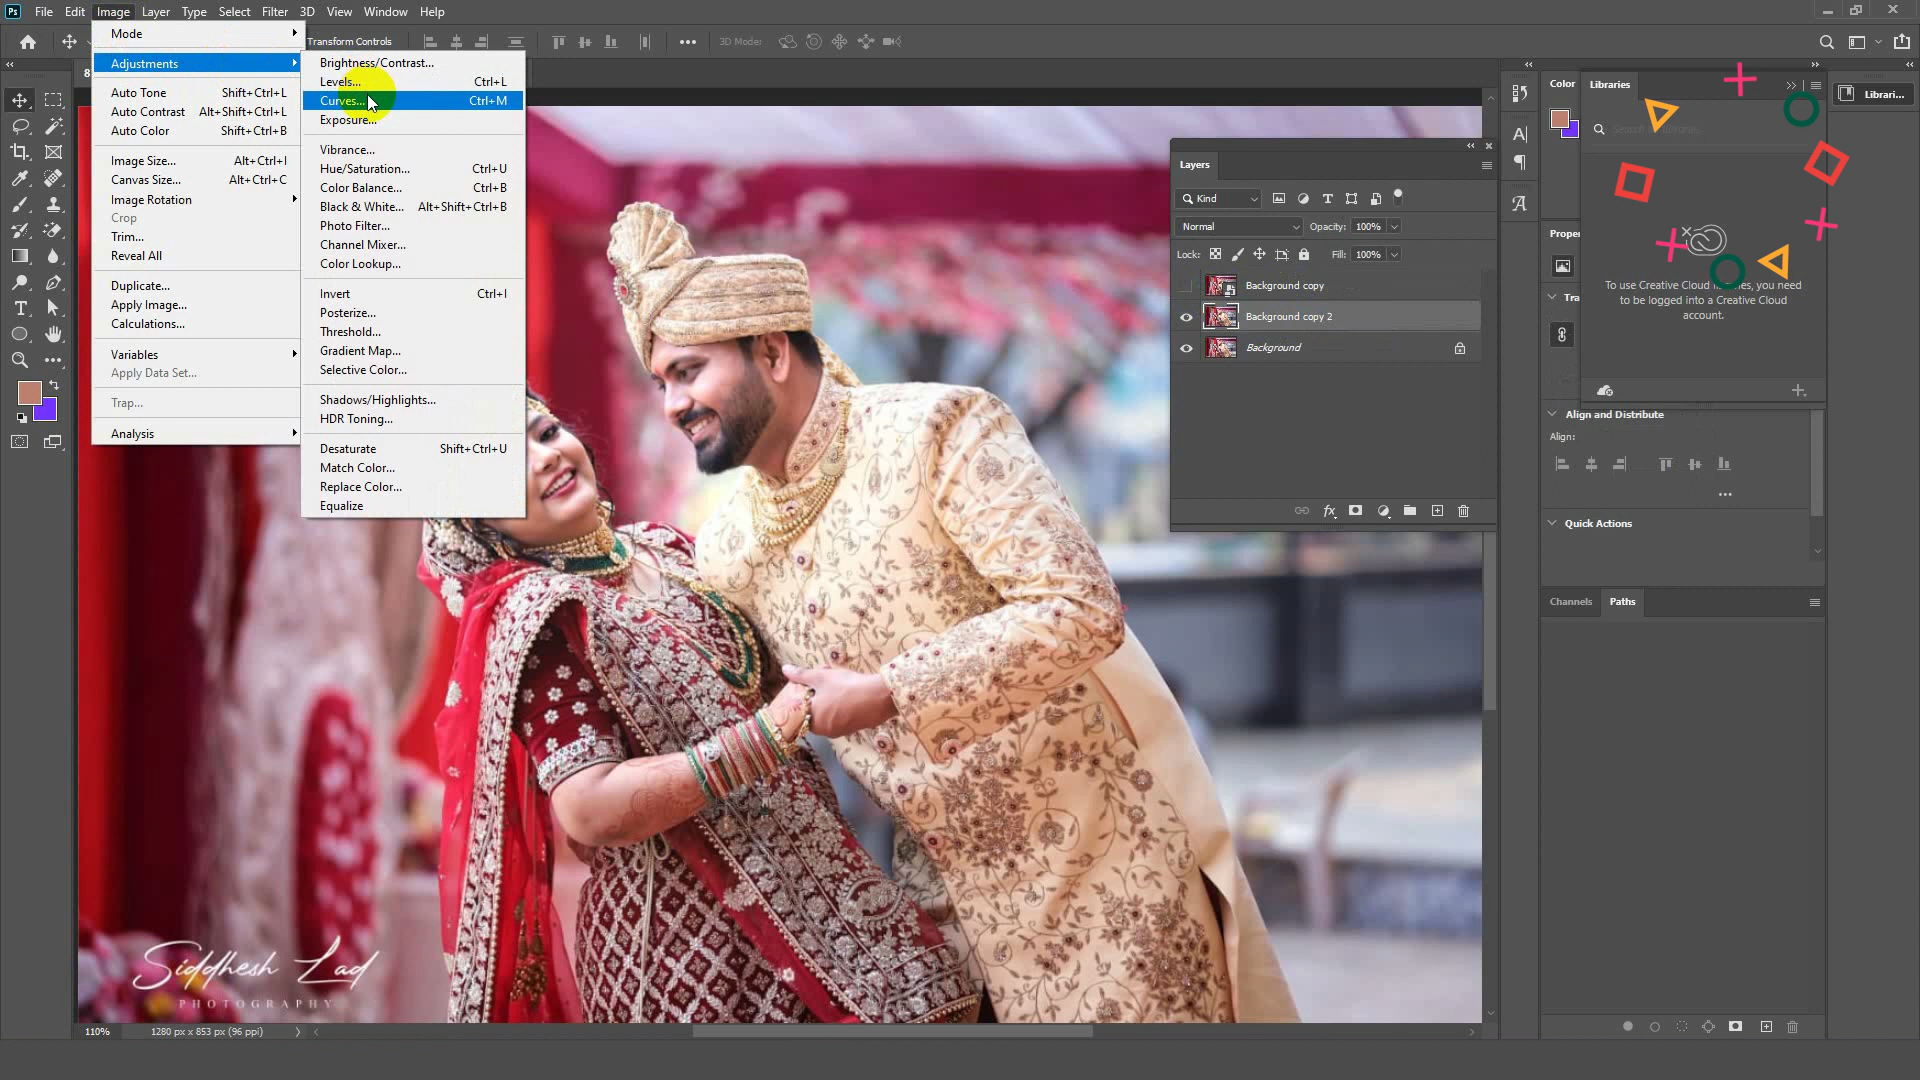 Ps File Edit Image Layer Type Select Filter 3D View Window Help
Transform Controls
3D Mode:
8
Mode
Adjustments
Auto Tone Shift+Ctrl+L
Auto Contrast Alt+Shift+Ctrl+L
Auto Color Shift+Ctrl+B
Image Size... Alt+Ctrl+I
Canvas Size... Alt+Ctrl+C
Image Rotation
Crop
Trim...
Reveal All
Duplicate...
Apply Image...
Calculations...
Variables
Apply Data Set...
Trap...
Analysis
Brightness/Contrast...
Levels... Ctrl+L
Curves... Ctrl+M
Exposure...
Vibrance...
Hue/Saturation... Ctrl+U
Color Balance... Ctrl+B
Black & White... Alt+Shift+Ctrl+B
Photo Filter...
Channel Mixer...
Color Lookup...
Invert Ctrl+I
Posterize...
Threshold...
Gradient Map...
Selective Color...
Shadows/Highlights...
HDR Toning...
Desaturate Shift+Ctrl+U
Match Color...
Replace Color...
Equalize
Layers
Kind
Normal Opacity: 100%
Lock: Fill: 100%
Background copy
Background copy 2
Background
fx
Color
Libraries
Librari...
Proper
To use Creative Cloud libraries, you need
to be logged into a Creative Cloud
account.
Tra
Align and Distribute
Align:
Quick Actions
Channels Paths
Siddhesh Lad
PHOTOGRAPHY
110% 1280 px x 853 px (96 ppi)